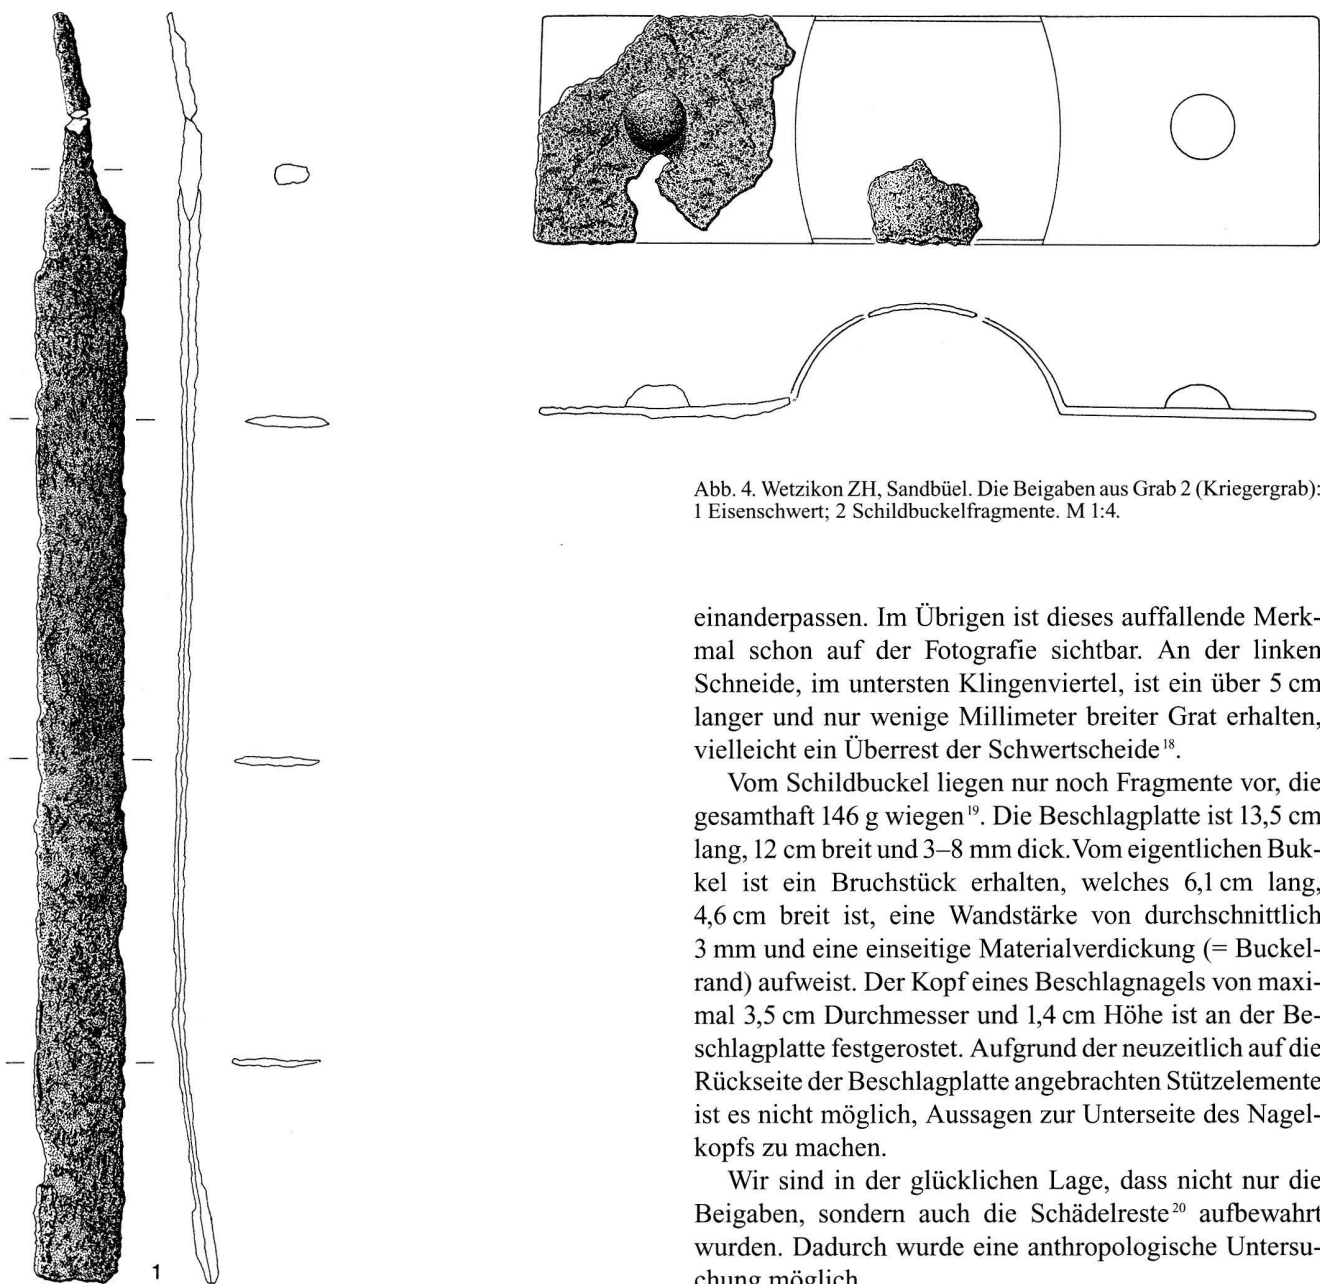 1
Abb. 4. Wetzikon ZH, Sandbüel. Die Beigaben aus Grab 2 (Kriegergrab):
1 Eisenschwert; 2 Schildbuckelfragmente. M 1:4.
einanderpassen. Im Übrigen ist dieses auffallende Merk-
mal schon auf der Fotografie sichtbar. An der linken
Schneide, im untersten Klingenviertel, ist ein über 5 cm
langer und nur wenige Millimeter breiter Grat erhalten,
vielleicht ein Überrest der Schwertscheide18.
Vom Schildbuckel liegen nur noch Fragmente vor, die
gesamthaft 146 g wiegen19. Die Beschlagplatte ist 13,5 cm
lang, 12 cm breit und 3–8 mm dick. Vom eigentlichen Buk-
kel ist ein Bruchstück erhalten, welches 6,1 cm lang,
4,6 cm breit ist, eine Wandstärke von durchschnittlich
3 mm und eine einseitige Materialverdickung (= Buckel-
rand) aufweist. Der Kopf eines Beschlagnagels von maxi-
mal 3,5 cm Durchmesser und 1,4 cm Höhe ist an der Be-
schlagplatte festgerostet. Aufgrund der neuzeitlich auf die
Rückseite der Beschlagplatte angebrachten Stützelemente
ist es nicht möglich, Aussagen zur Unterseite des Nagel-
kopfs zu machen.
Wir sind in der glücklichen Lage, dass nicht nur die
Beigaben, sondern auch die Schädelreste20 aufbewahrt
wurden. Dadurch wurde eine anthropologische Untersu-
chung möglich.